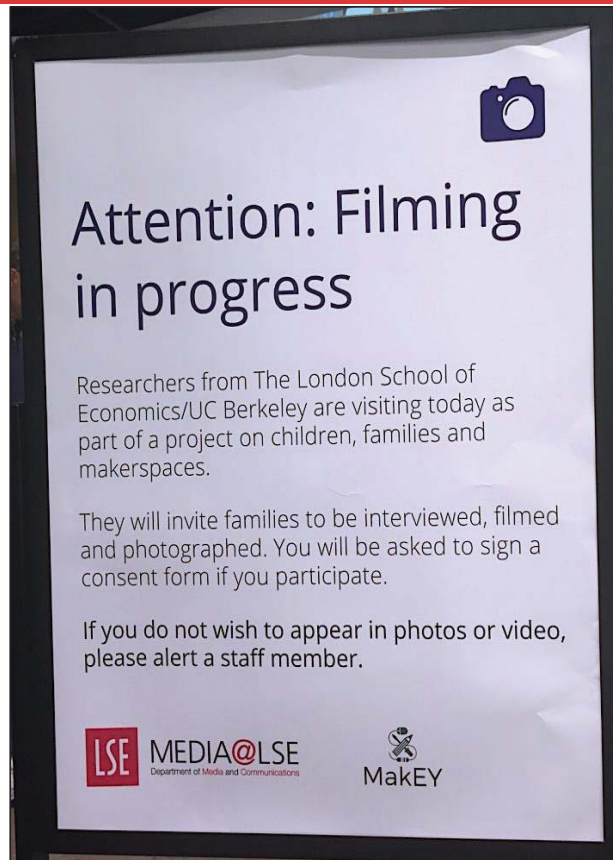 Attention: Filming
in progress
Researchers from The London School of
Economics/UC Berkeley are visiting today as
part of a project on children, families and
makerspaces.
They will invite families to be interviewed, filmed
and photographed. You will be asked to sign a
consent form if you participate.
If you do not wish to appear in photos or video,
please alert a staff member.
LSE MEDIA@LSE
Department of Media and Communications
MakEY